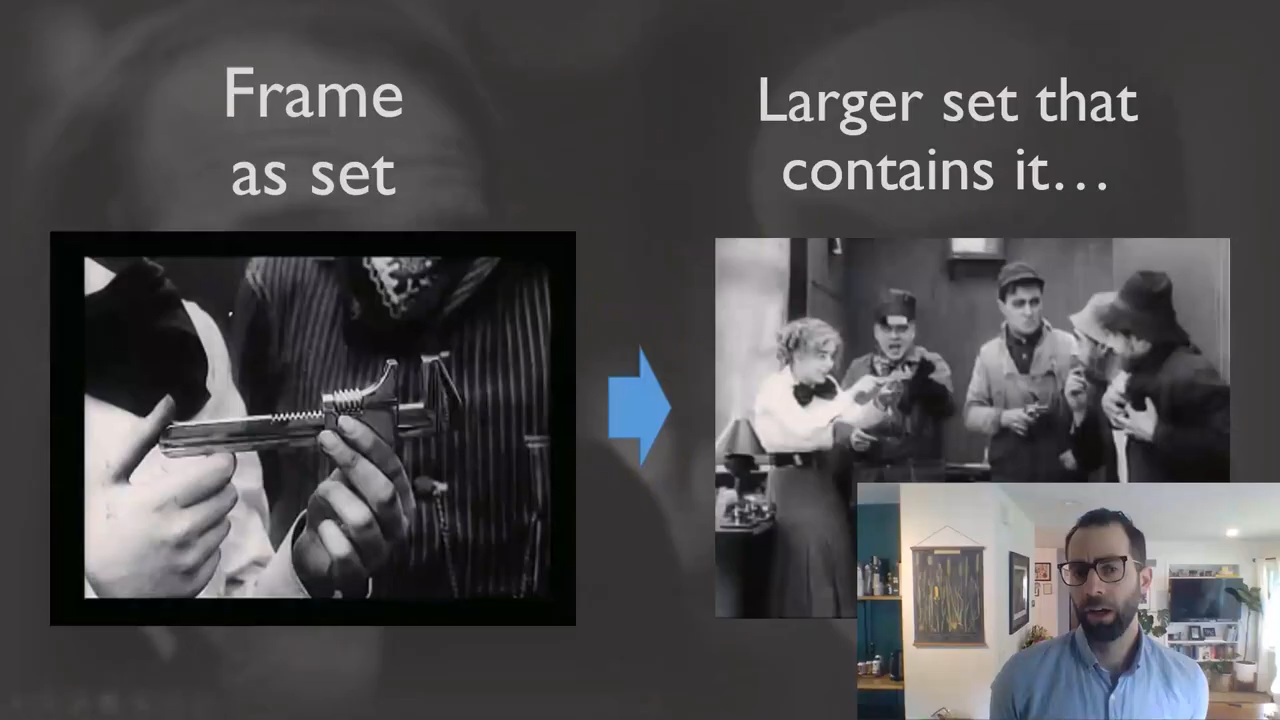 Frame
as set
Larger set that
contains it…